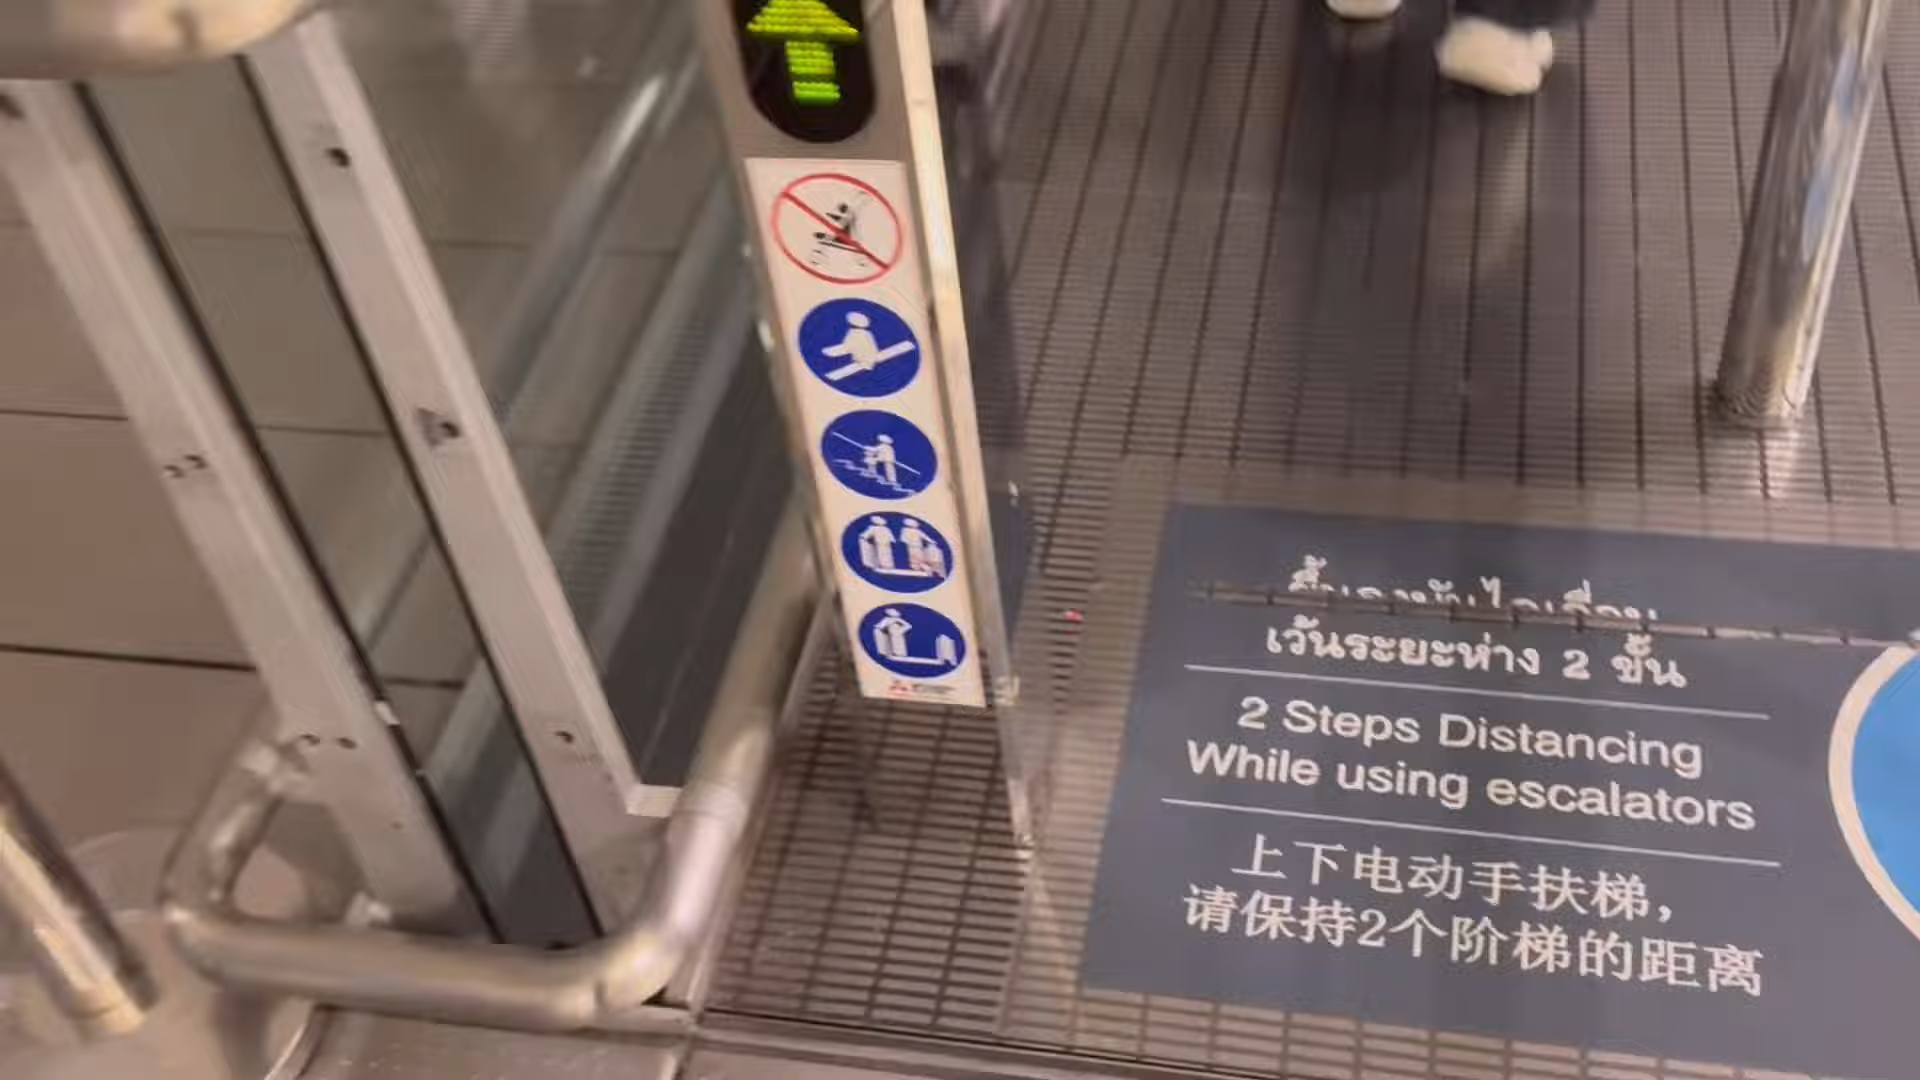 เว้นระยะห่าง 2 ขั้น
2 Steps Distancing
While using escalators
上下电动手扶梯，
请保持2个阶梯的距离